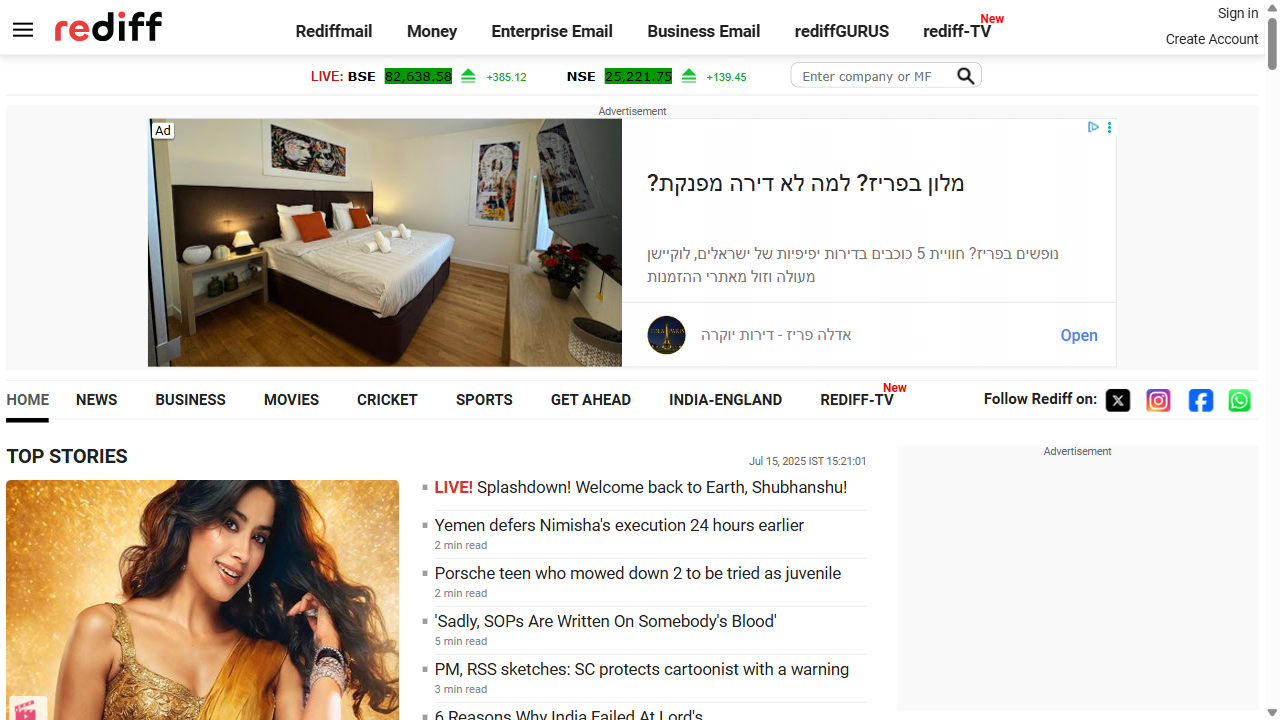 rediff
Rediffmail
Money
Enterprise Email
Business Email
rediffGURUS
rediff-TV
New
Sign in
Create Account
LIVE: BSE 82,638.58 +385.12
NSE 25,221.75 +139.45
Enter company or MF
Advertisement
Ad
מלון בפריז? למה לא דירה מפנקת?
נופשים בפריז? חוויית 5 כוכבים בדירות יפיפיות של ישראלים, לוקיישן
מעולה וזול מאתרי ההזמנות
אדלה פריז - דירות יוקרה
Open
HOME
NEWS
BUSINESS
MOVIES
CRICKET
SPORTS
GET AHEAD
INDIA-ENGLAND
REDIFF-TV
New
Follow Rediff on:
TOP STORIES
Jul 15, 2025 IST 15:21:01
LIVE! Splashdown! Welcome back to Earth, Shubhanshu!
Yemen defers Nimisha's execution 24 hours earlier
2 min read
Porsche teen who mowed down 2 to be tried as juvenile
2 min read
'Sadly, SOPs Are Written On Somebody's Blood'
5 min read
PM, RSS sketches: SC protects cartoonist with a warning
3 min read
6 Reasons Why India Failed At Lord's
Advertisement